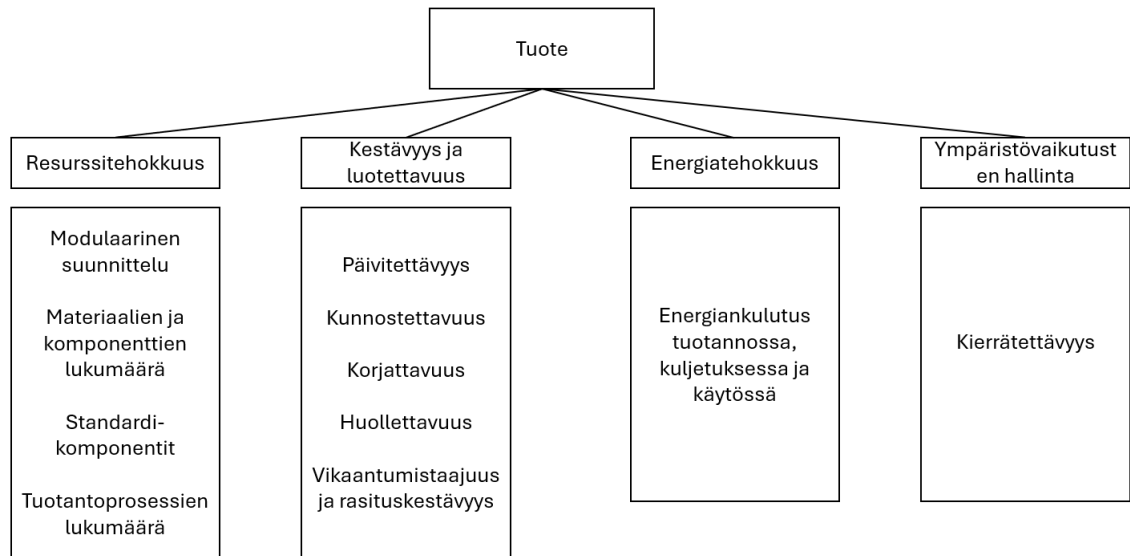 Tuote
Resurssitehokkuus
Kestävyys ja
luotettavuus
Energiatehokkuus
Ympäristövaikutust
en hallinta
Modulaarinen
suunnittelu
Materiaalien ja
komponenttien
lukumäärä
Standardi-
komponentit
Tuotantoprosessien
lukumäärä
Päivitettävyys
Kunnostettavuus
Korjattavuus
Huollettavuus
Vikaantumistaajuus
ja rasituskestävyys
Energiankulutus
tuotannossa,
kuljetuksessa ja
käytössä
Kierrätettävyys